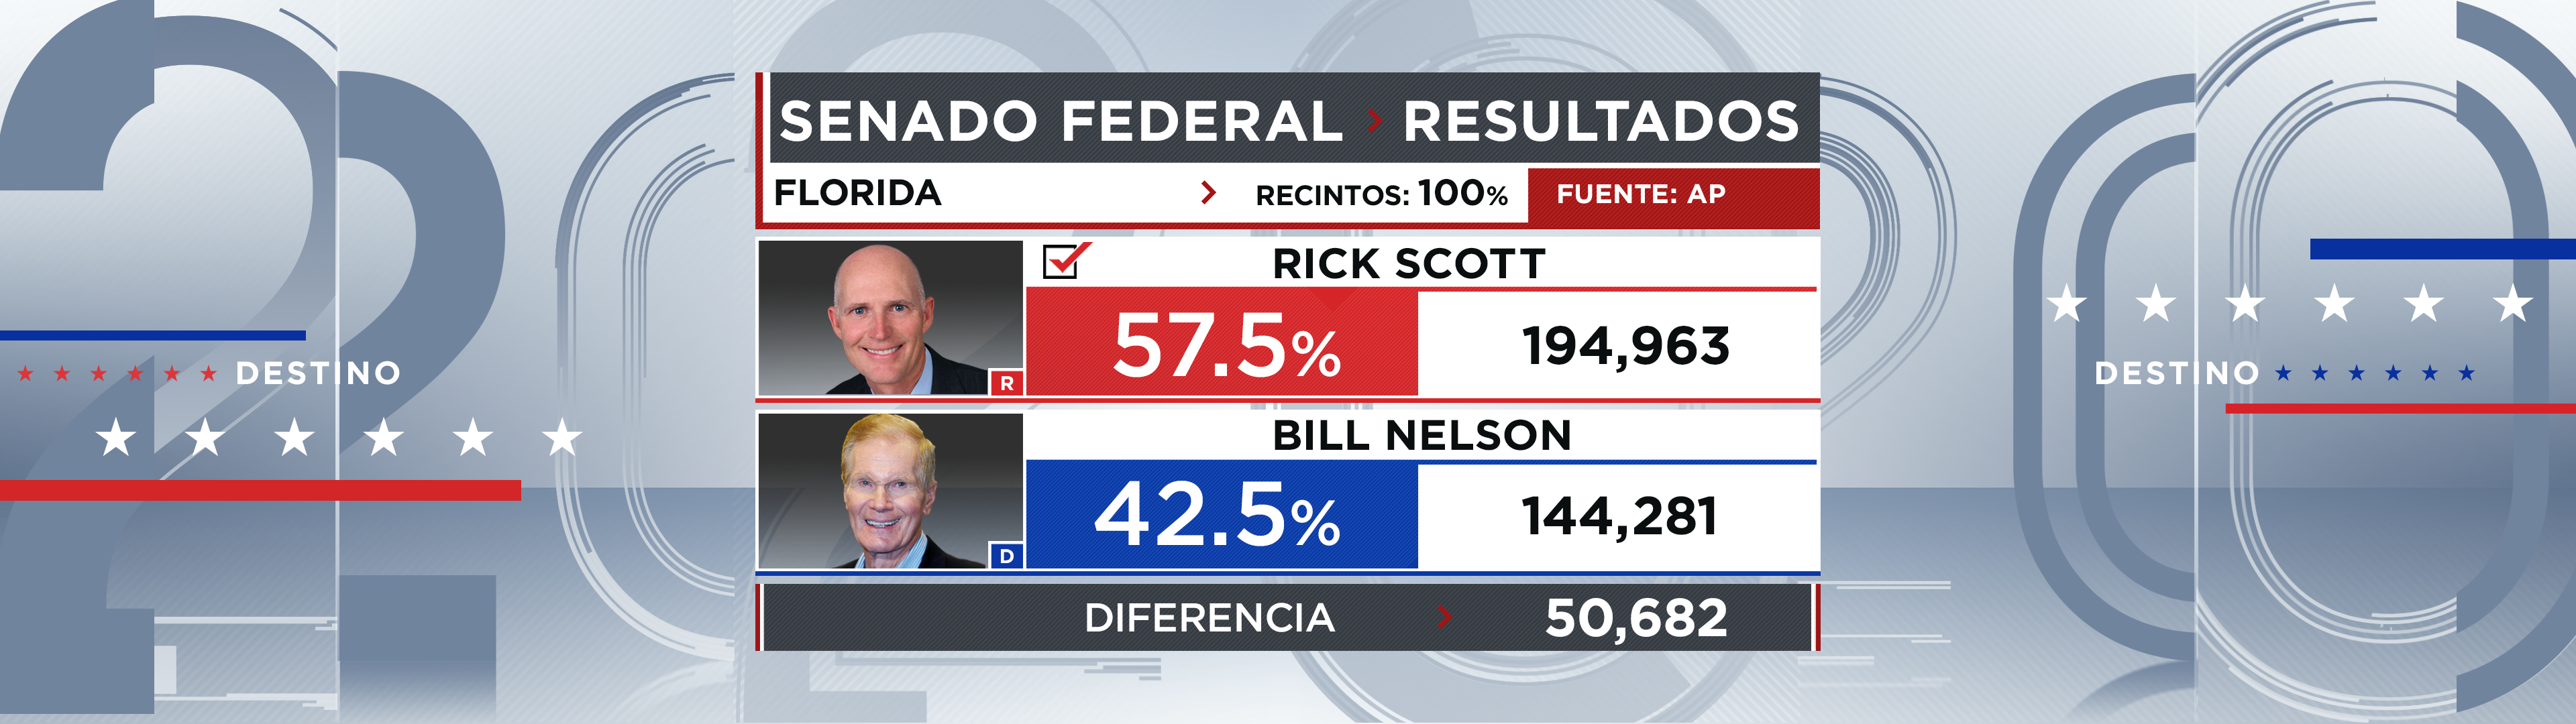 SENADO FEDERAL > RESULTADOS
FLORIDA > RECINTOS: 100% FUENTE: AP
RICK SCOTT
57.5% 194,963
R
DESTINO
DESTINO
BILL NELSON
42.5% 144,281
D
DIFERENCIA > 50,682